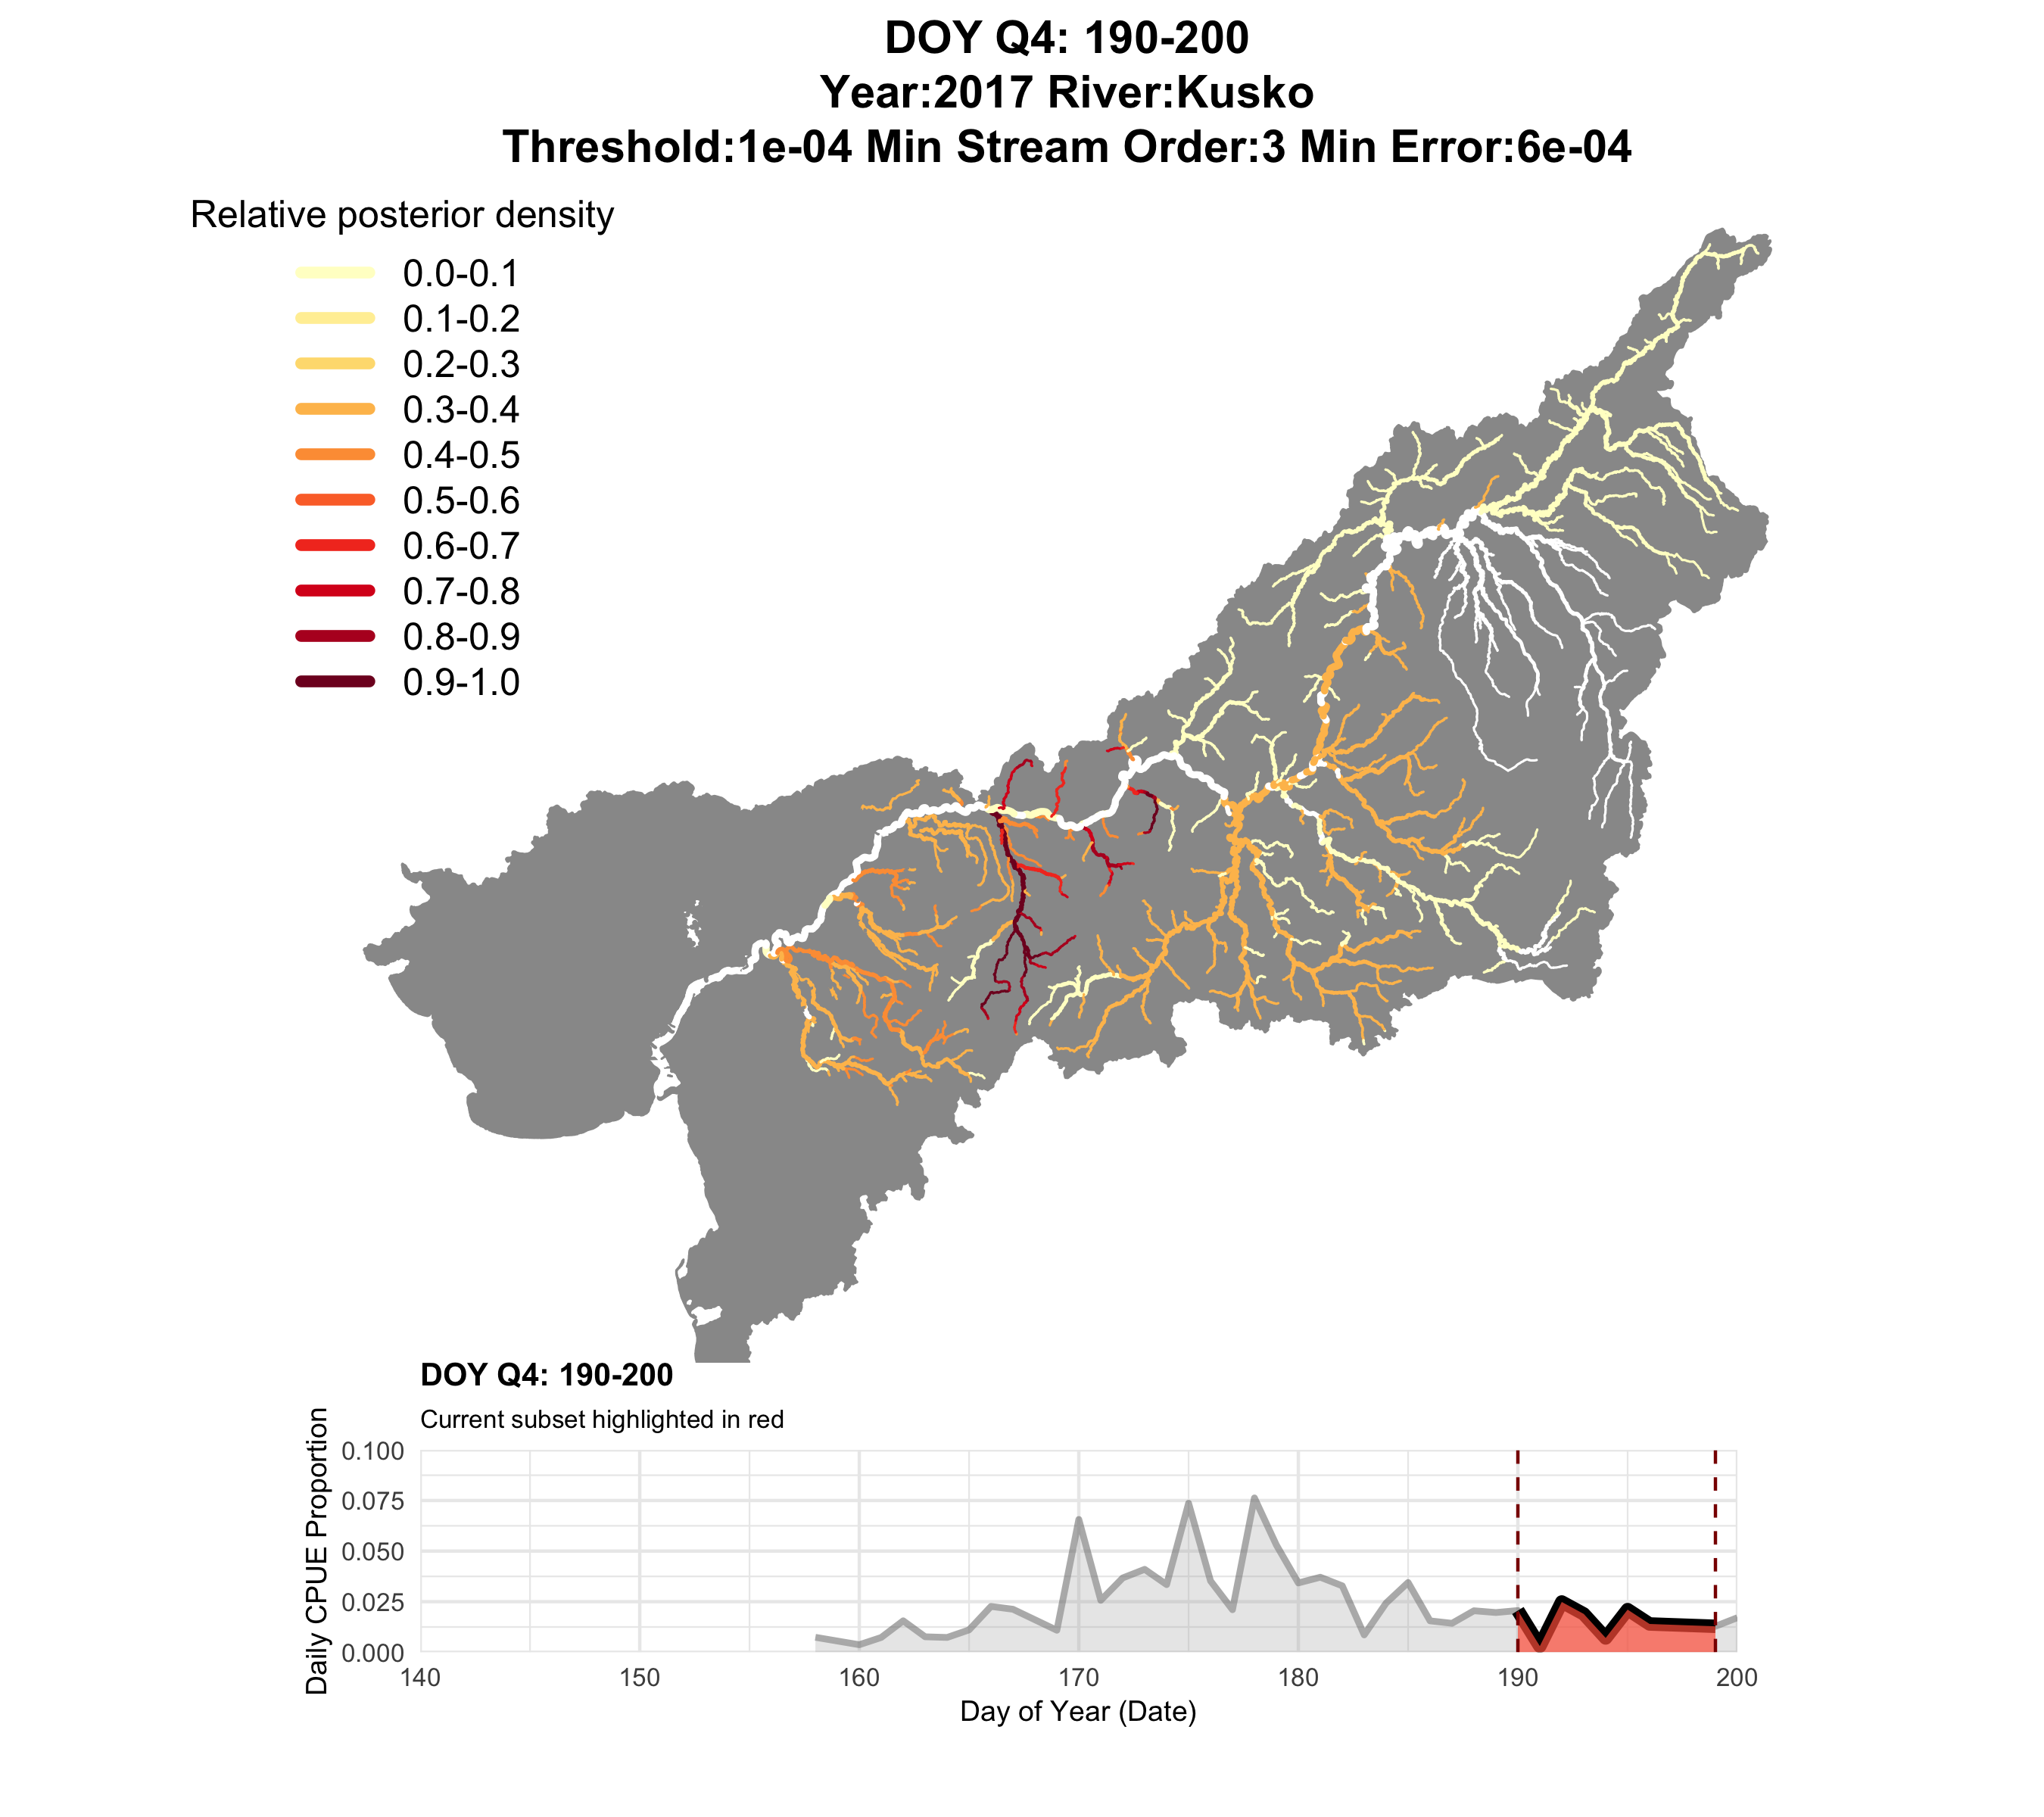 DOY Q4: 190-200
Year:2017 River:Kusko
Threshold:1e-04 Min Stream Order:3 Min Error:6e-04
Relative posterior density
0.0-0.1
0.1-0.2
0.2-0.3
0.3-0.4
0.4-0.5
0.5-0.6
0.6-0.7
0.7-0.8
0.8-0.9
0.9-1.0
DOY Q4: 190-200
Current subset highlighted in red
Daily CPUE Proportion
0.100
0.075
0.050
0.025
0.000
140 150 160 170 180 190 200
Day of Year (Date)